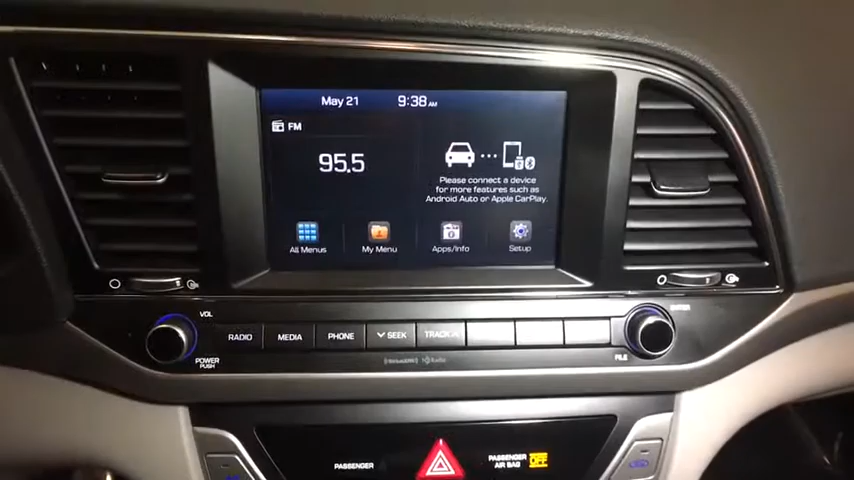 May 21 9:38 AM
FM
95.5
Please connect a device
for more features such as
Android Auto or Apple CarPlay.
All Menus My Menu Apps/Info Setup
VOL ENTER
RADIO MEDIA PHONE SEEK TRACK
POWER
PUSH
FILE
PASSENGER
PASSENGER
AIR BAG OFF